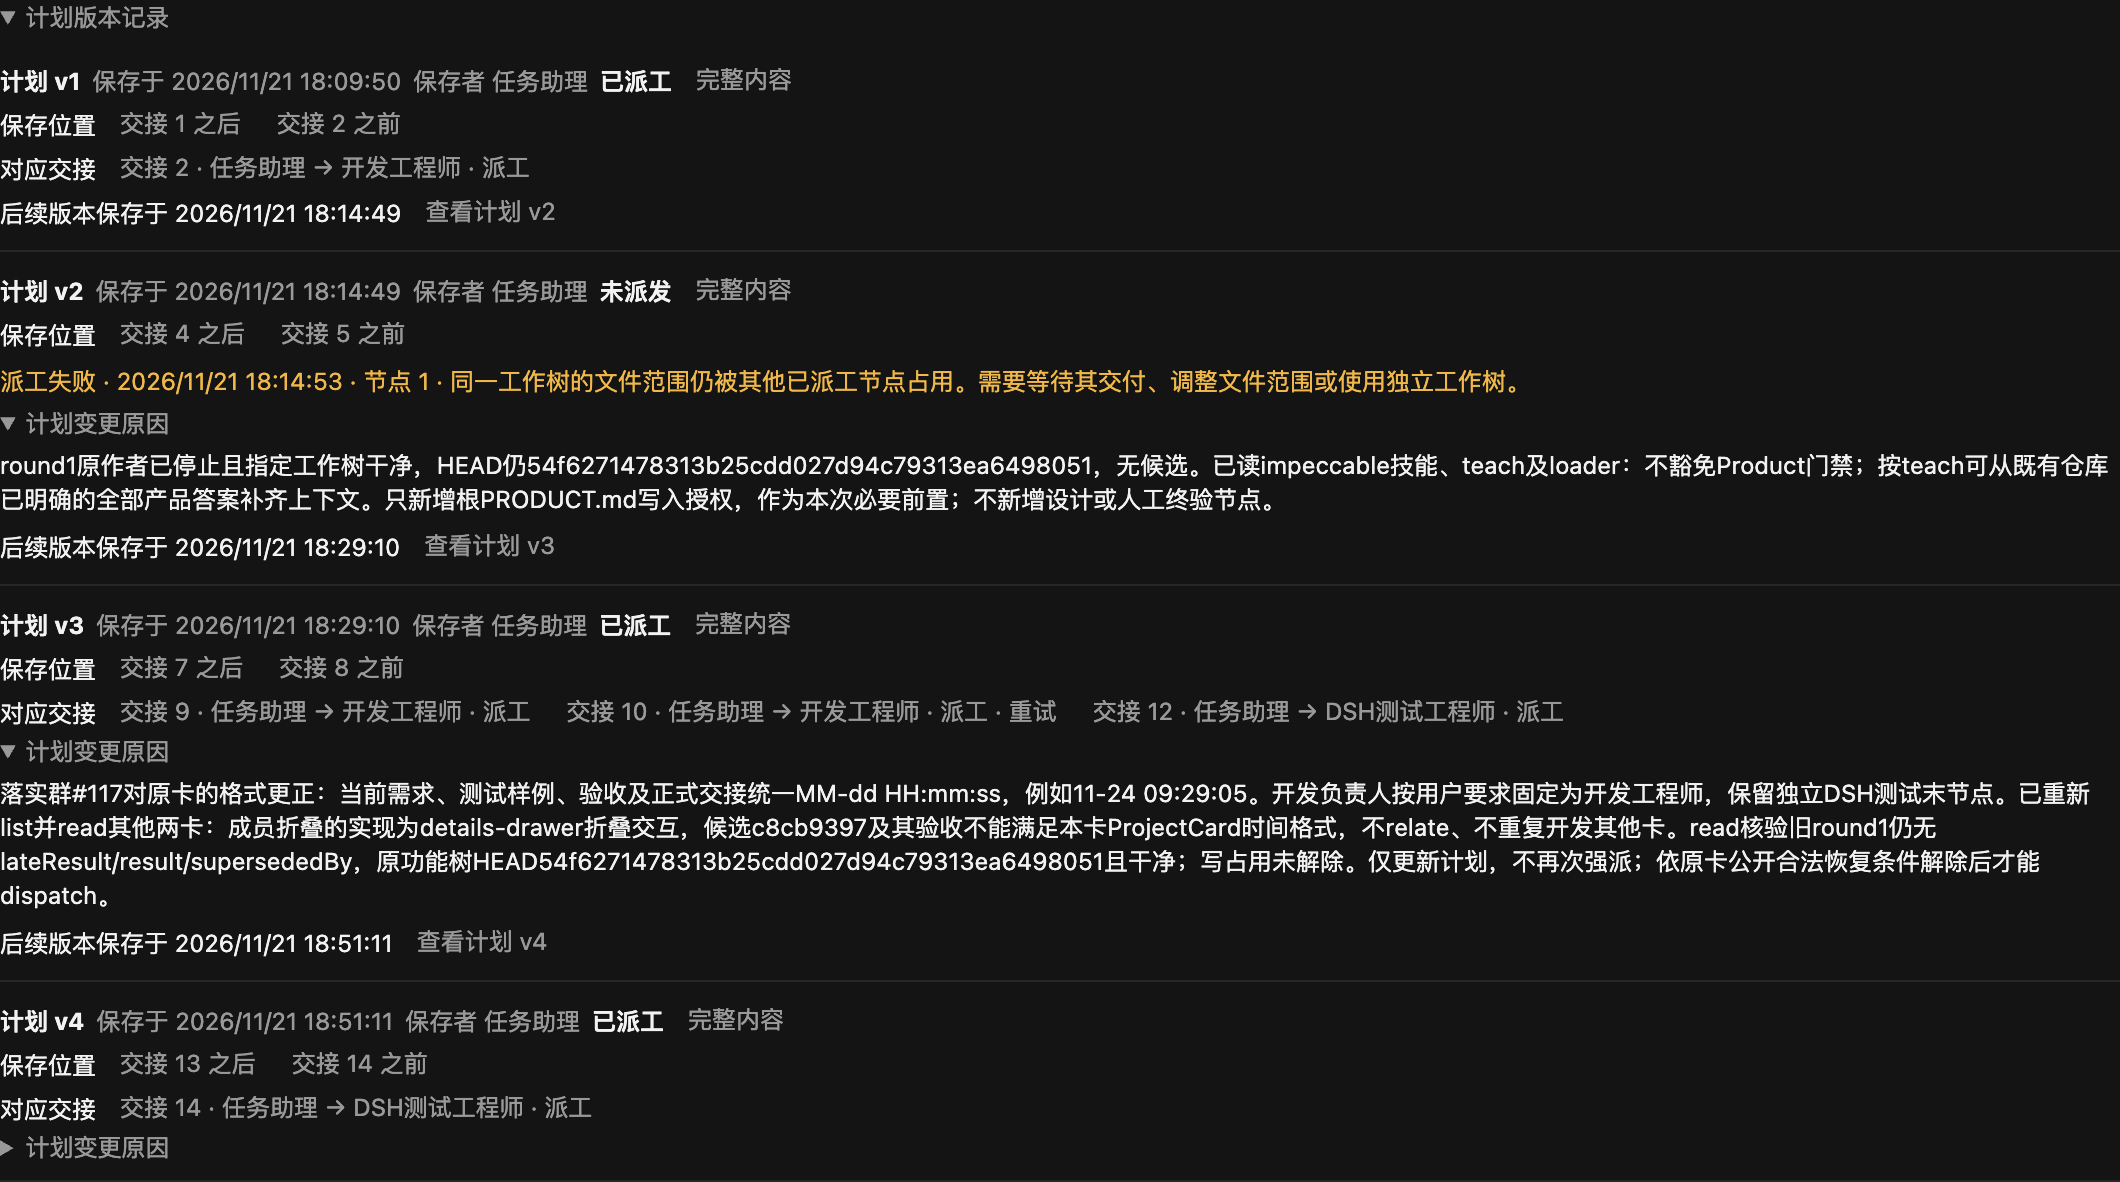 ▼ 计划版本记录
计划 v1 保存于 2026/11/21 18:09:50 保存者 任务助理 已派工 完整内容
保存位置 交接 1 之后 交接 2 之前
对应交接 交接 2 · 任务助理 → 开发工程师 · 派工
后续版本保存于 2026/11/21 18:14:49 查看计划 v2
计划 v2 保存于 2026/11/21 18:14:49 保存者 任务助理 未派发 完整内容
保存位置 交接 4 之后 交接 5 之前
派工失败 · 2026/11/21 18:14:53 · 节点 1 · 同一工作树的文件范围仍被其他已派工节点占用。需要等待其交付、调整文件范围或使用独立工作树。
▼ 计划变更原因
round1原作者已停止且指定工作树干净，HEAD仍54f6271478313b25cdd027d94c79313ea6498051，无候选。已读impeccable技能、teach及loader：不豁免Product门禁；按teach可从既有仓库
已明确的全部产品答案补齐上下文。只新增根PRODUCT.md写入授权，作为本次必要前置；不新增设计或人工终验节点。
后续版本保存于 2026/11/21 18:29:10 查看计划 v3
计划 v3 保存于 2026/11/21 18:29:10 保存者 任务助理 已派工 完整内容
保存位置 交接 7 之后 交接 8 之前
对应交接 交接 9 · 任务助理 → 开发工程师 · 派工 交接 10 · 任务助理 → 开发工程师 · 派工 · 重试 交接 12 · 任务助理 → DSH测试工程师 · 派工
▼ 计划变更原因
落实群#117对原卡的格式更正：当前需求、测试样例、验收及正式交接统一MM-dd HH:mm:ss，例如11-24 09:29:05。开发负责人按用户要求固定为开发工程师，保留独立DSH测试末节点。已重新
list并read其他两卡：成员折叠的实现为details-drawer折叠交互，候选c8cb9397及其验收不能满足本卡ProjectCard时间格式，不relate、不重复开发其他卡。read核验旧round1仍无
lateResult/result/supersededBy，原功能树HEAD54f6271478313b25cdd027d94c79313ea6498051且干净；写占用未解除。仅更新计划，不再次强派；依原卡公开合法恢复条件解除后才能
dispatch。
后续版本保存于 2026/11/21 18:51:11 查看计划 v4
计划 v4 保存于 2026/11/21 18:51:11 保存者 任务助理 已派工 完整内容
保存位置 交接 13 之后 交接 14 之前
对应交接 交接 14 · 任务助理 → DSH测试工程师 · 派工
▶ 计划变更原因